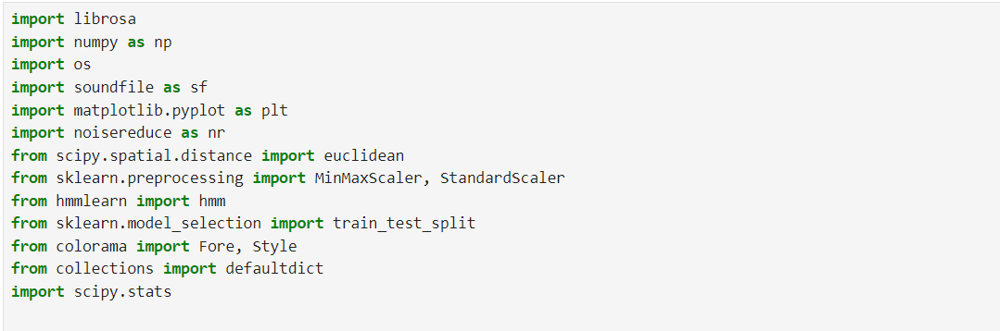 import librosa
import numpy as np
import os
import soundfile as sf
import matplotlib.pyplot as plt
import noisereduce as nr
from scipy.spatial.distance import euclidean
from sklearn.preprocessing import MinMaxScaler, StandardScaler
from hmmlearn import hmm
from sklearn.model_selection import train_test_split
from colorama import Fore, Style
from collections import defaultdict
import scipy.stats